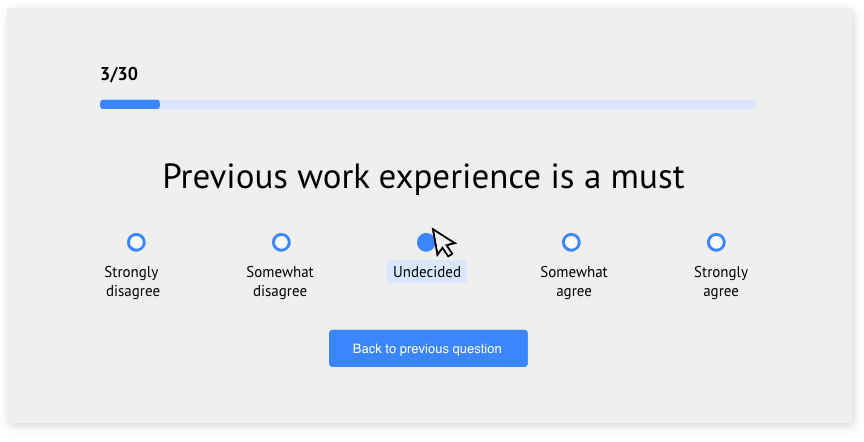 3/30
Previous work experience is a must
Strongly
disagree
Somewhat
disagree
Undecided
Somewhat
agree
Strongly
agree
Back to previous question